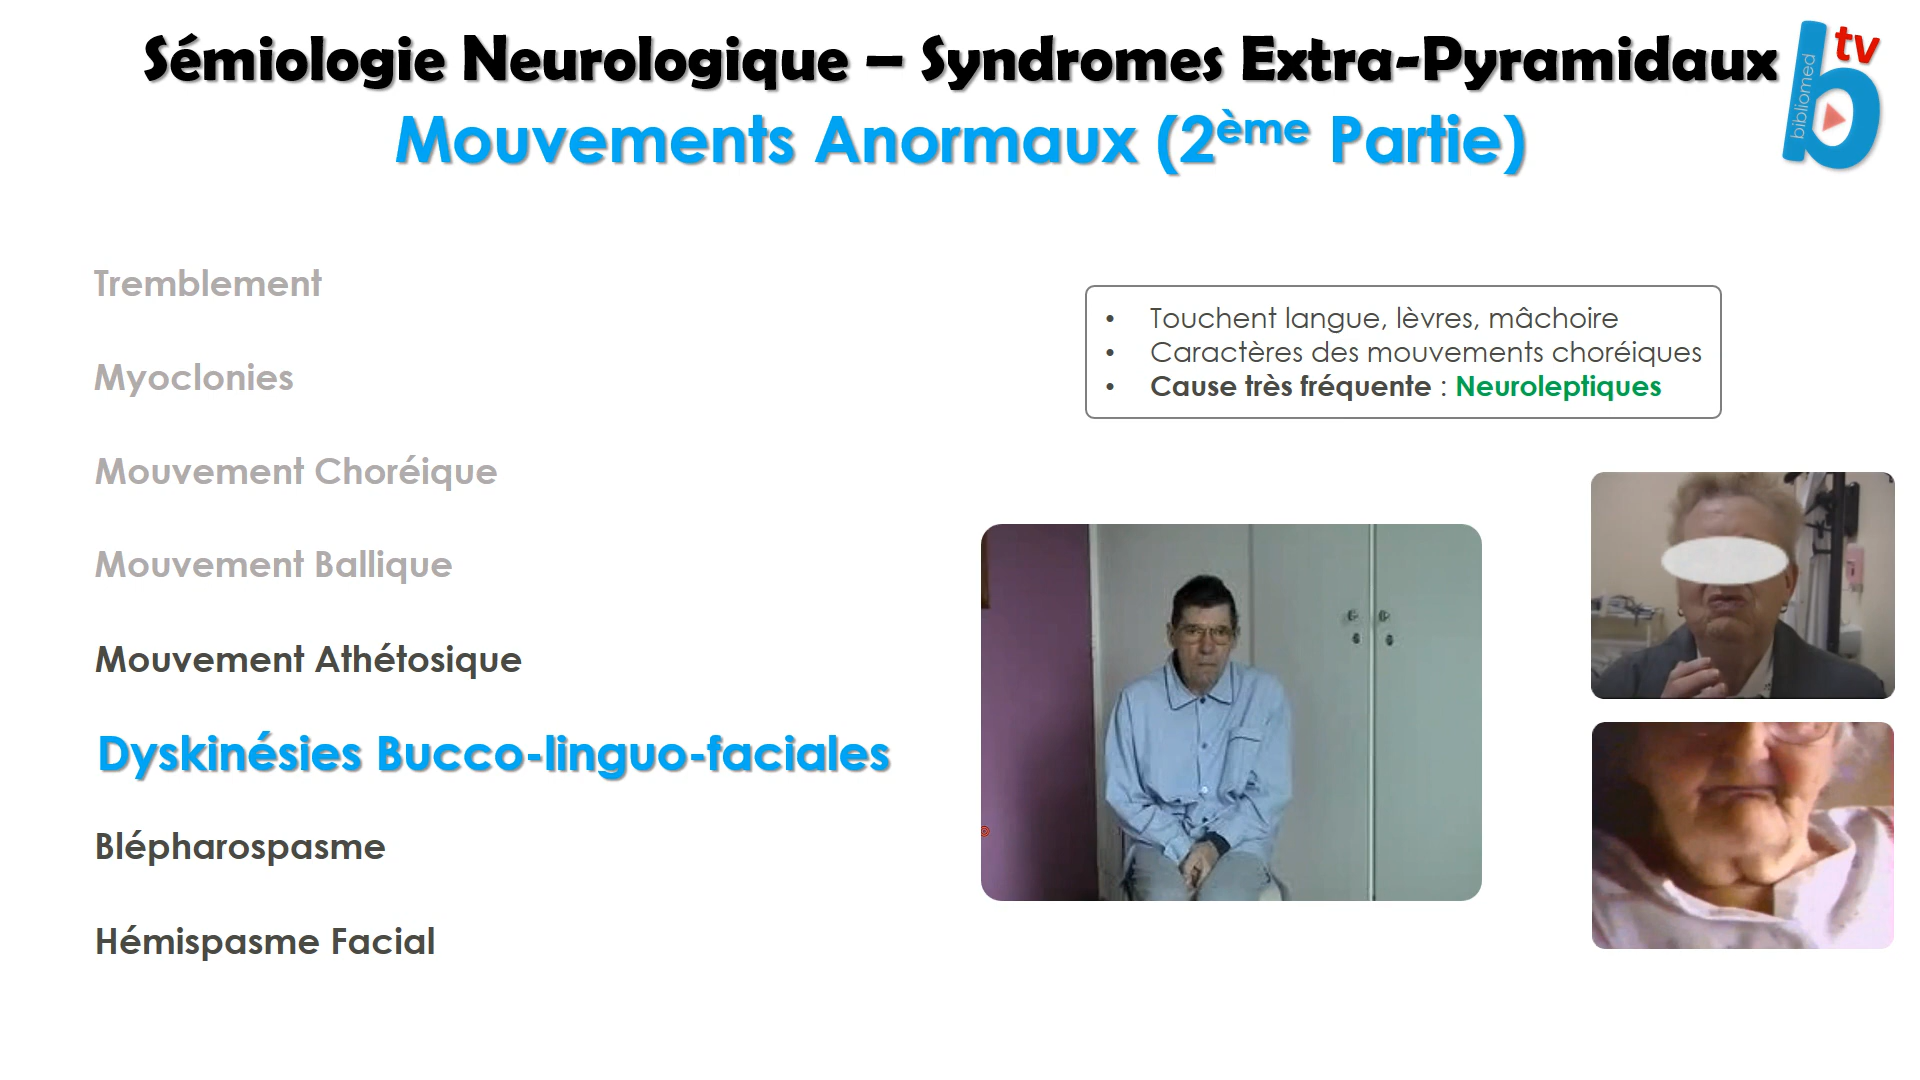 Sémiologie Neurologique – Syndromes Extra-Pyramidaux
Mouvements Anormaux (2ème Partie)
bibliomed
tv
Tremblement
Myoclonies
Mouvement Choréique
Mouvement Ballique
Mouvement Athétosique
Dyskinésies Bucco-linguo-faciales
Blépharospasme
Hémispasme Facial
• Touchent langue, lèvres, mâchoire
• Caractères des mouvements choréiques
• Cause très fréquente : Neuroleptiques